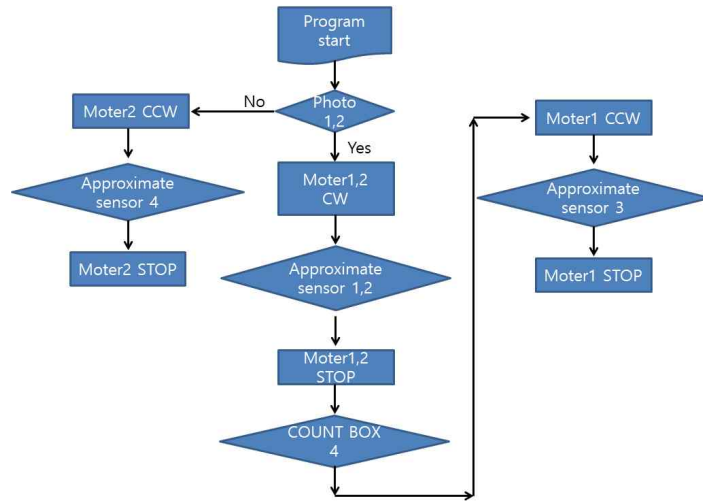 Program
start
Photo
1,2
No
Yes
Moter2 CCW
Approximate
sensor 4
Moter2 STOP
Moter1,2
CW
Approximate
sensor 1,2
Moter1,2
STOP
COUNT BOX
4
Moter1 CCW
Approximate
sensor 3
Moter1 STOP